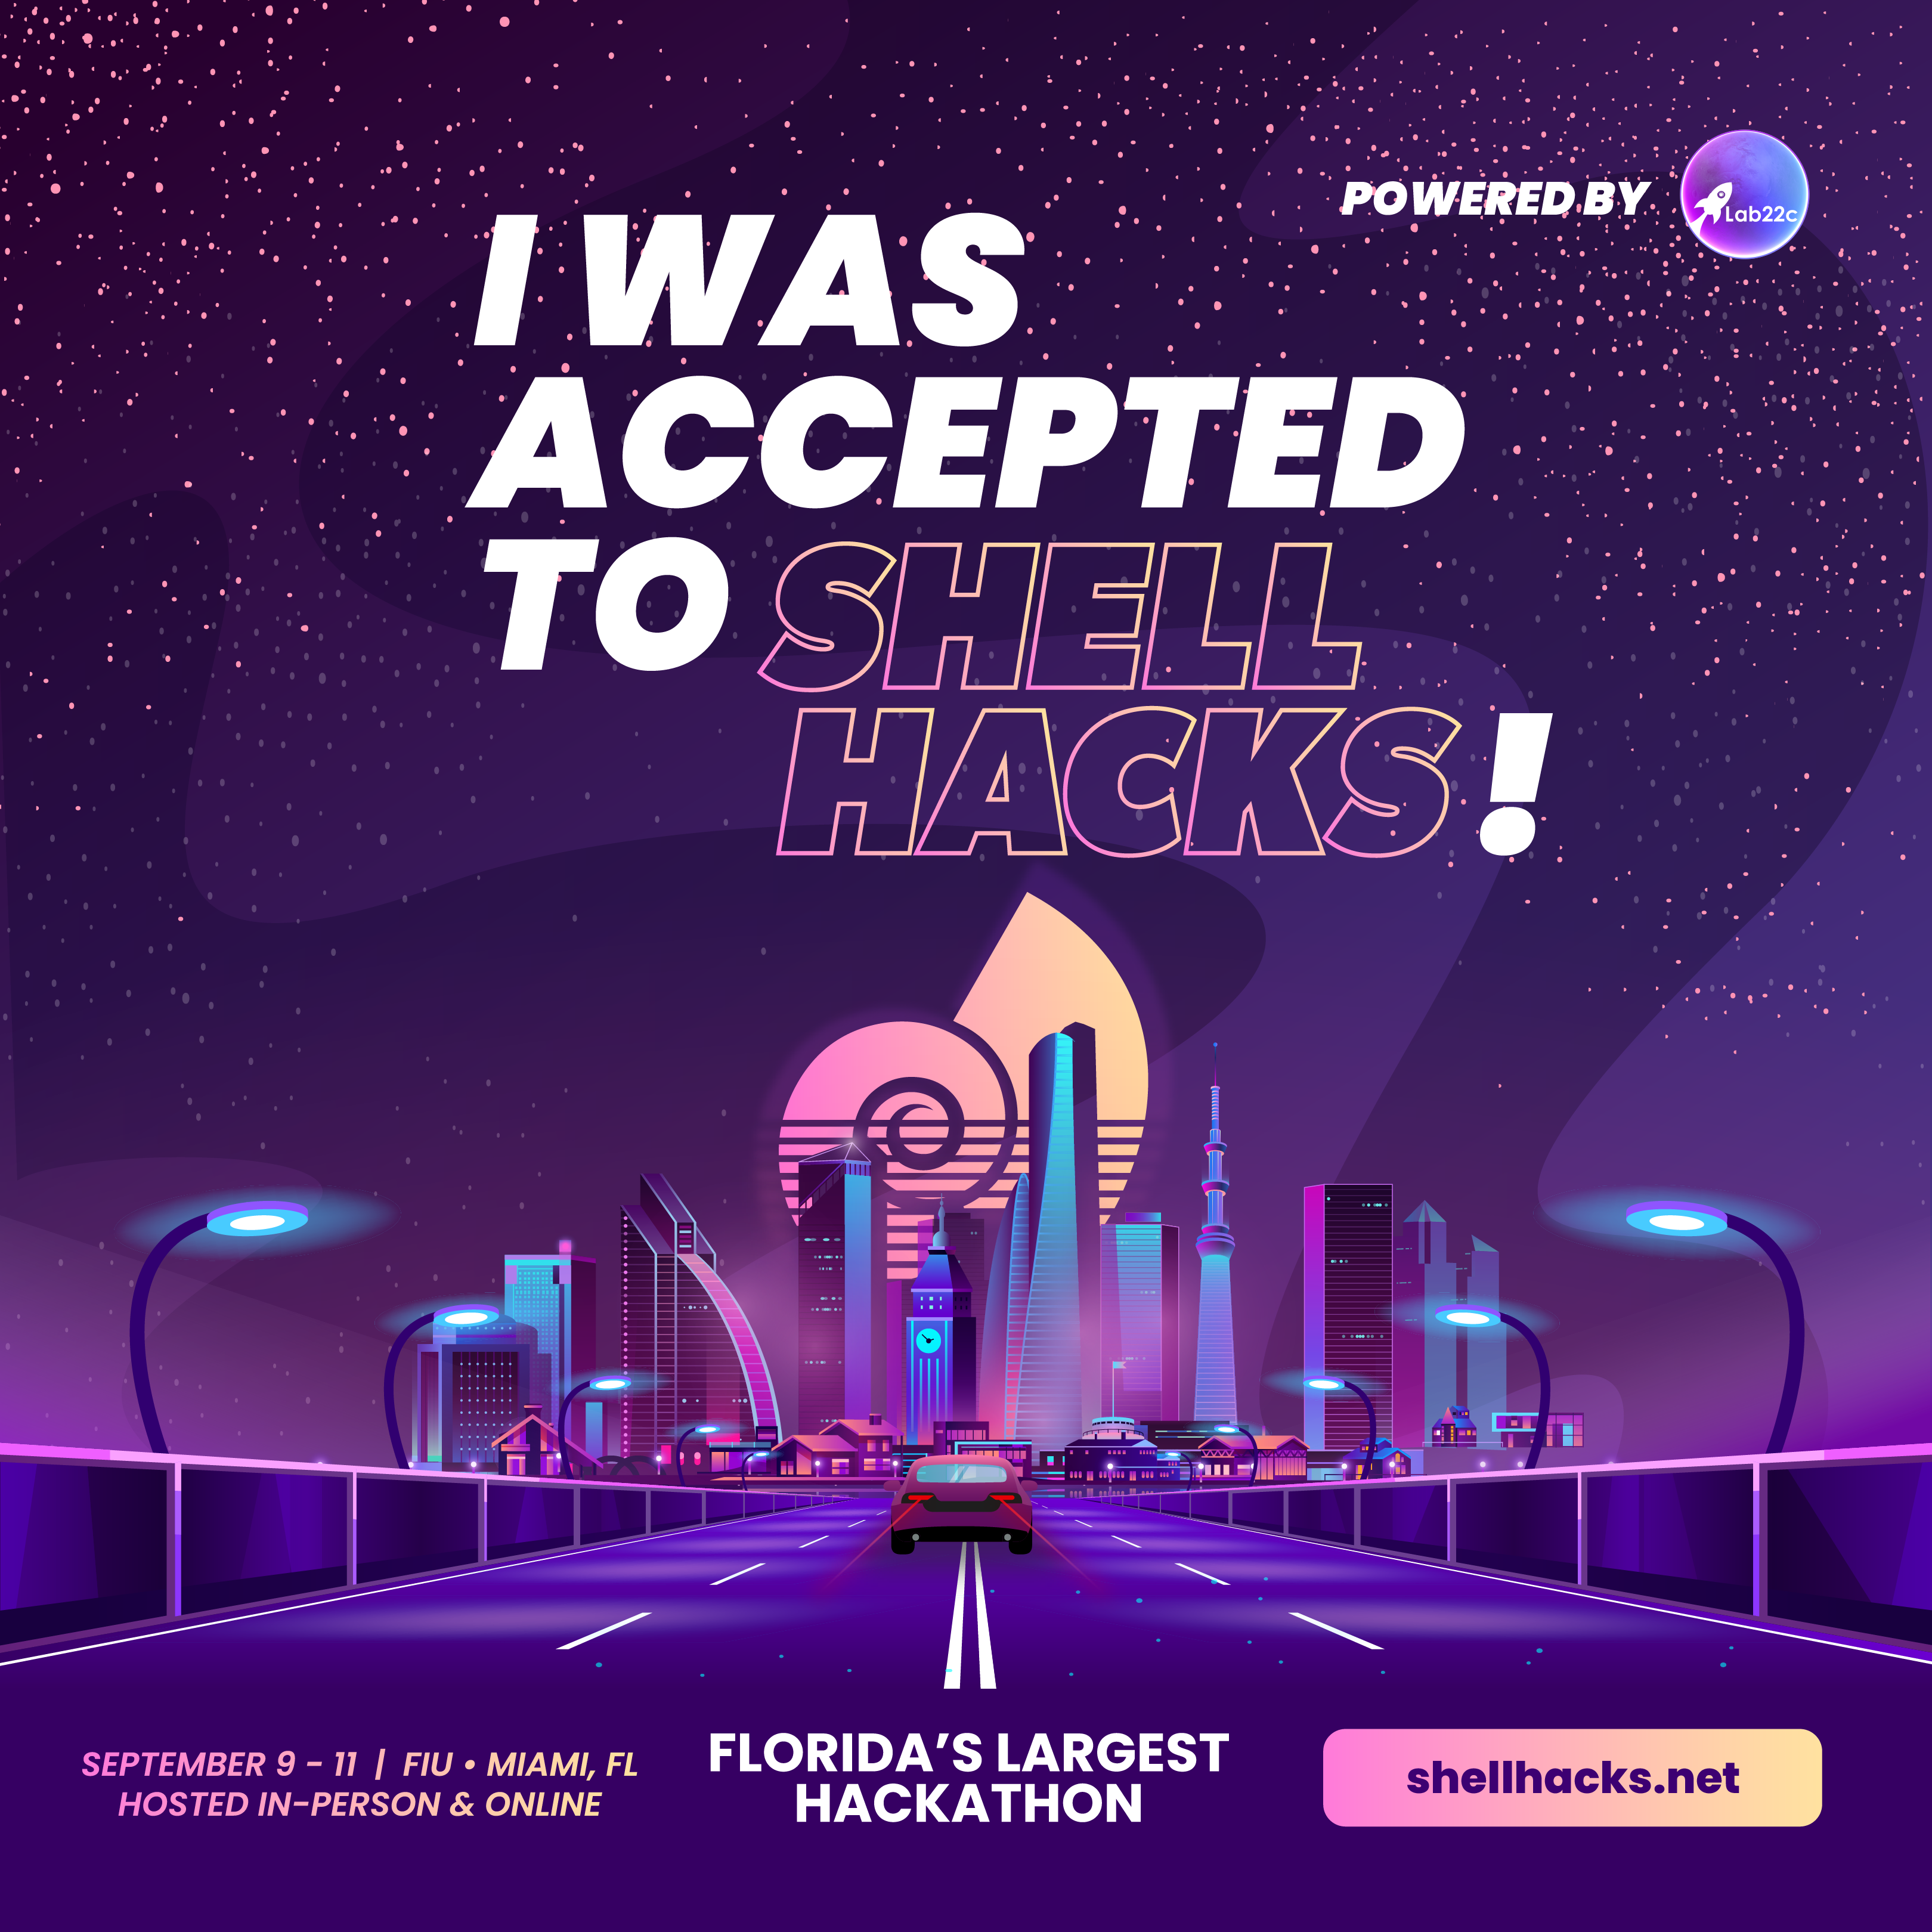 POWERED BY
Lab22c
I WAS
ACCEPTED
TO SHELL
HACKS!
SEPTEMBER 9 - 11 | FIU • MIAMI, FL
HOSTED IN-PERSON & ONLINE
FLORIDA'S LARGEST
HACKATHON
shellhacks.net